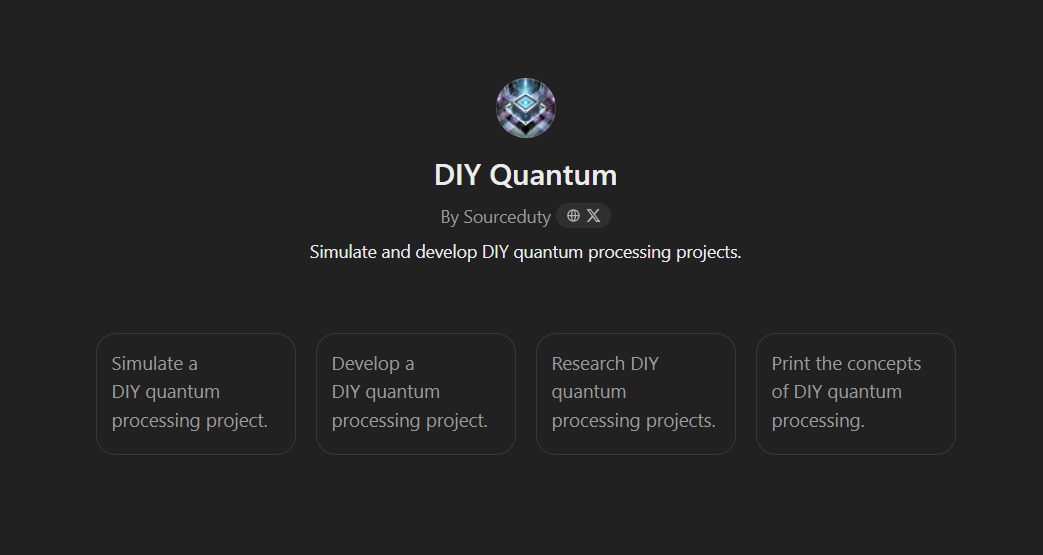 DIY Quantum
By Sourceduty
Simulate and develop DIY quantum processing projects.
Simulate a
DIY quantum
processing project.
Develop a
DIY quantum
processing project.
Research DIY
quantum
processing projects.
Print the concepts
of DIY quantum
processing.